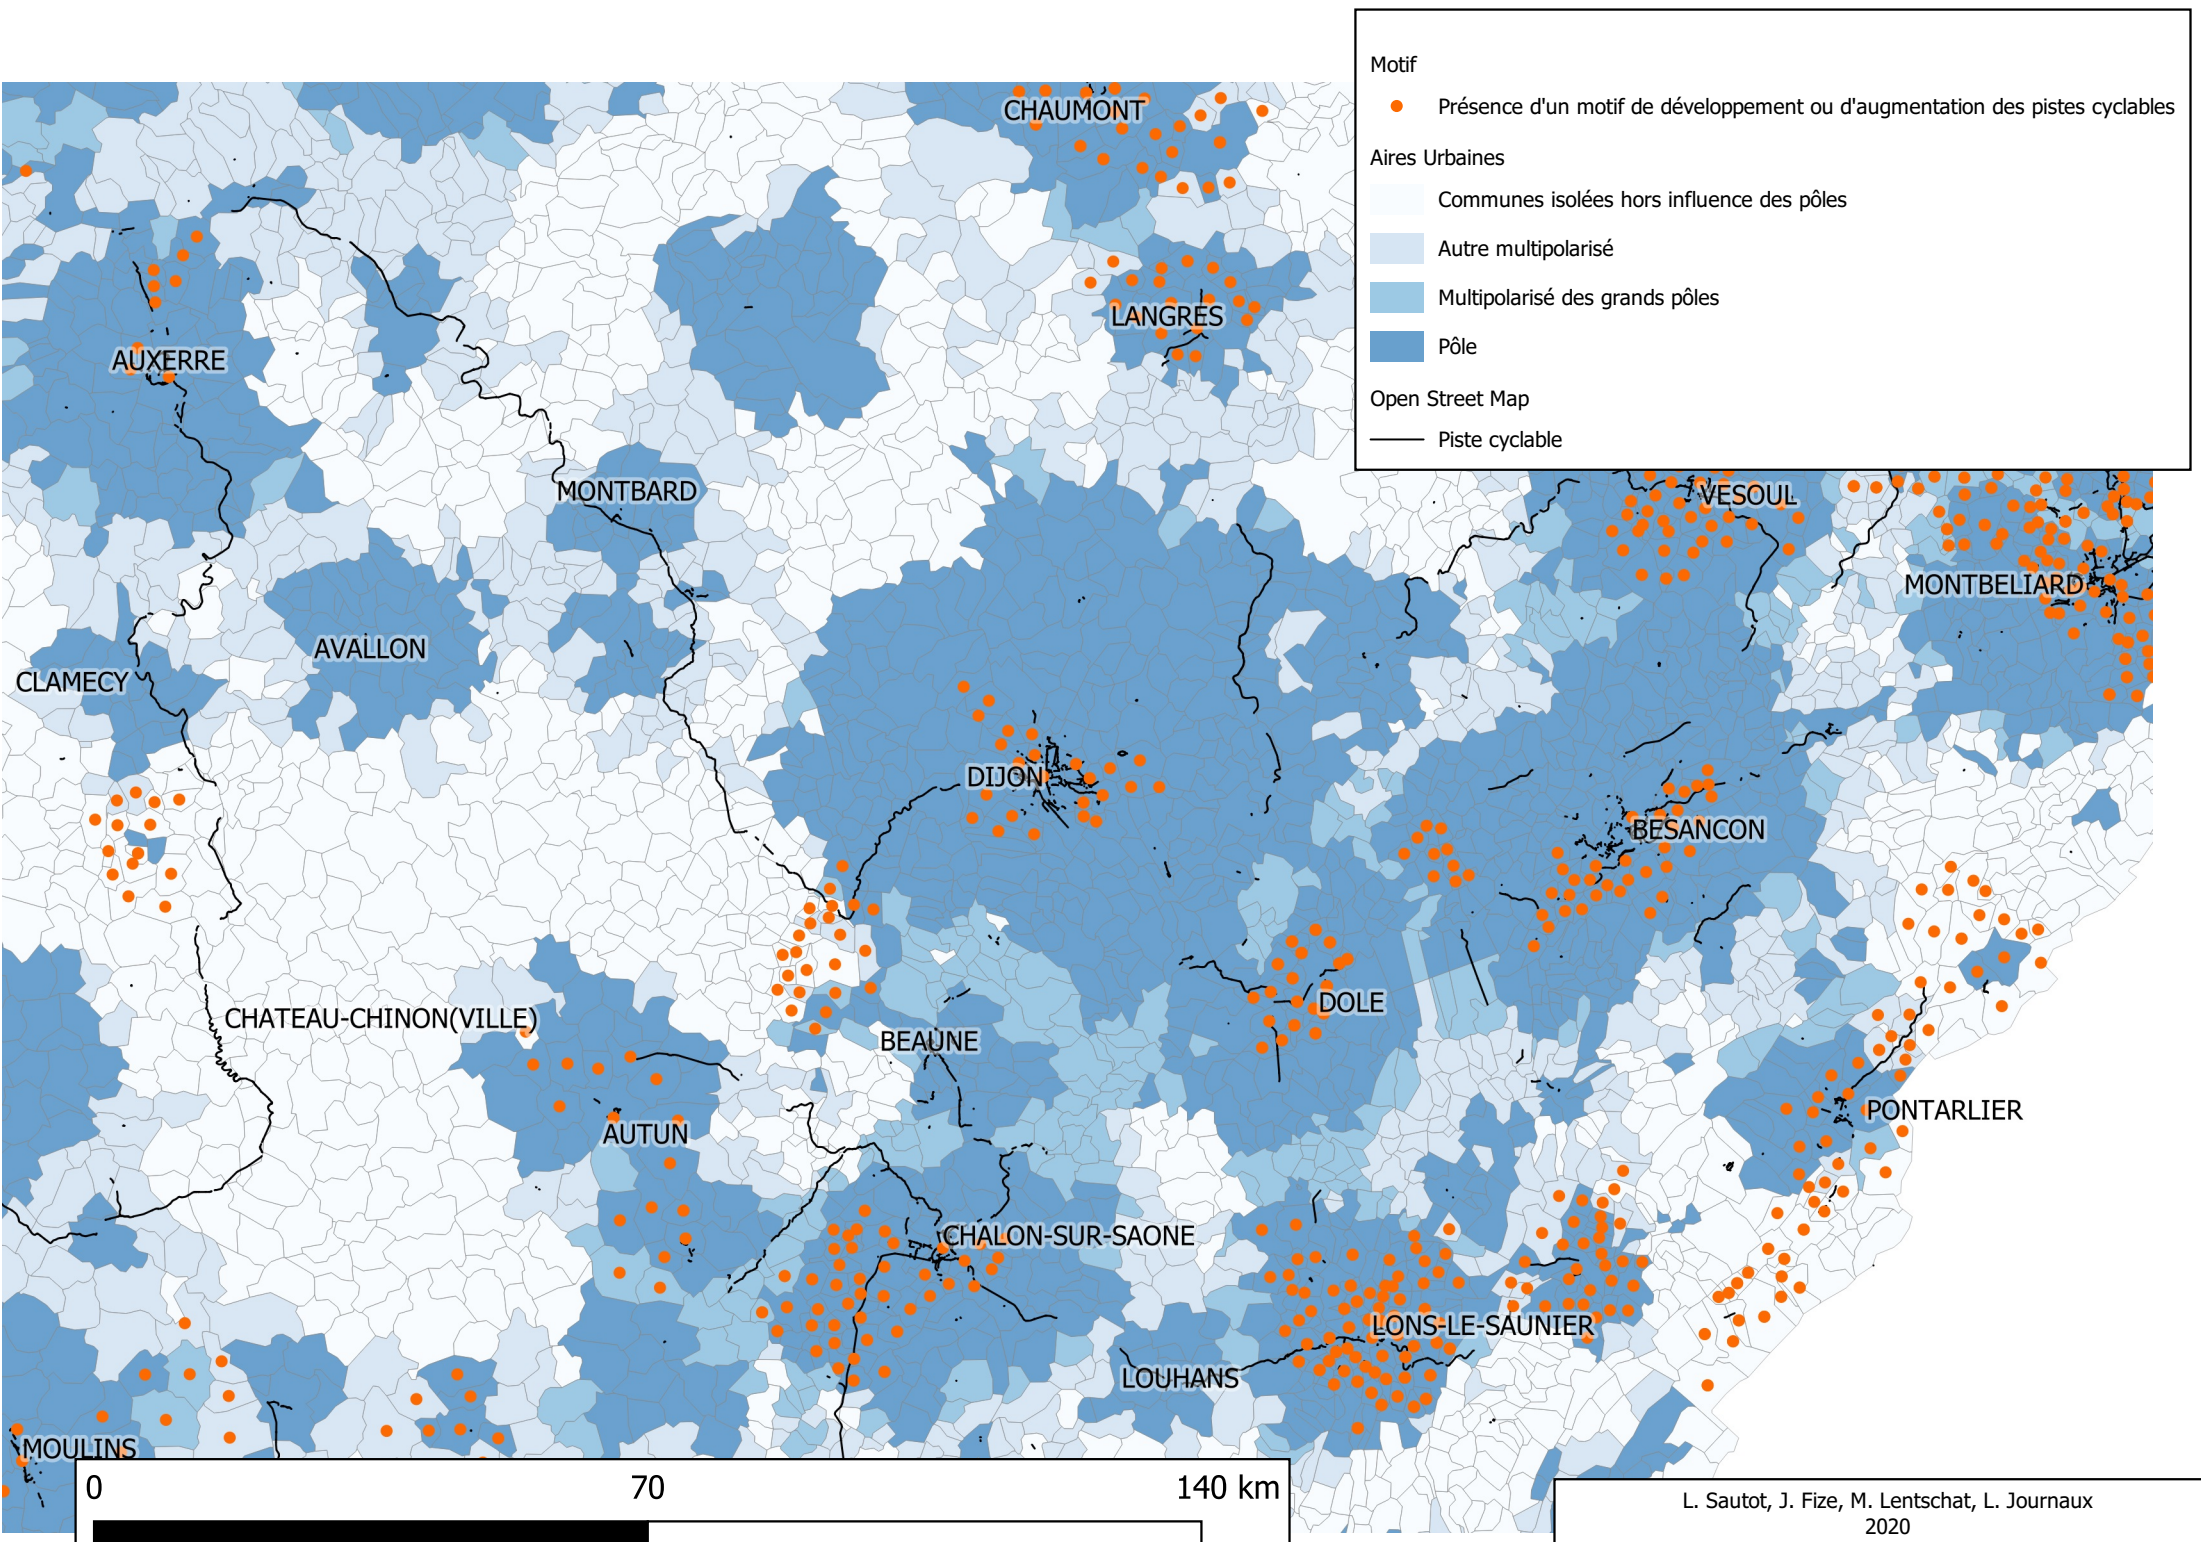 Motif
Présence d'un motif de développement ou d'augmentation des pistes cyclables
Aires Urbaines
Communes isolées hors influence des pôles
Autre multipolarisé
Multipolarisé des grands pôles
Pôle
Open Street Map
Piste cyclable
CHAUMONT
LANGRES
AUXERRE
MONTBARD
VESOUL
MONTBELIARD
AVALLON
CLAMECY
DIJON
BESANCON
CHATEAU-CHINON(VILLE)
DOLE
BEAUNE
PONTARLIER
AUTUN
CHALON-SUR-SAONE
LONS-LE-SAUNIER
LOUHANS
MOULINS
0 70 140 km
L. Sautot, J. Fize, M. Lentschat, L. Journaux
2020